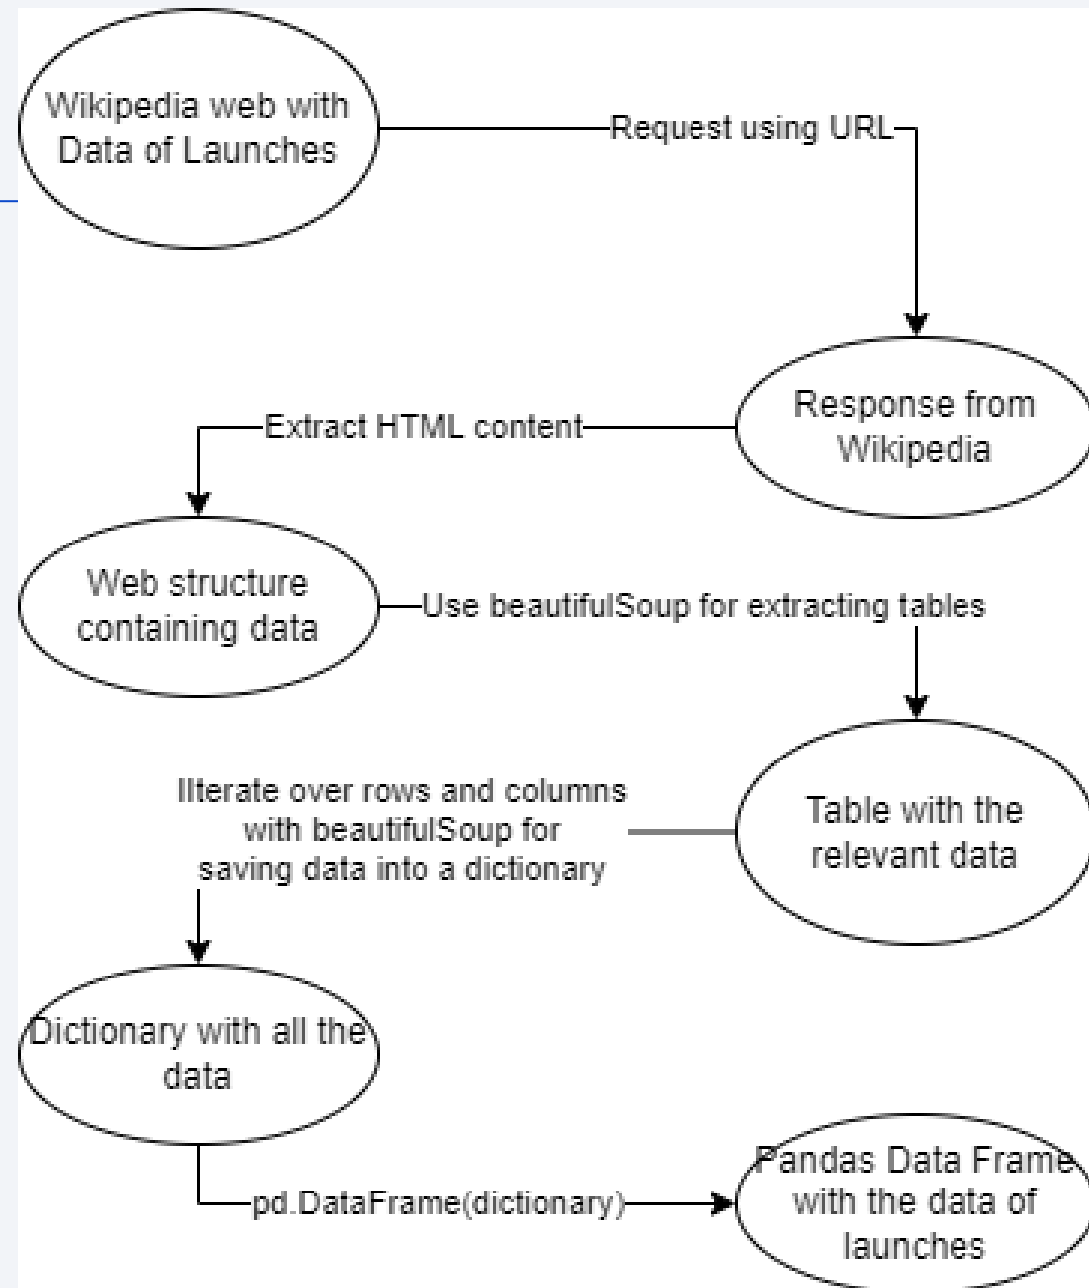 Wikipedia web with
Data of Launches
Request using URL
Response from
Wikipedia
Extract HTML content
Web structure
containing data
Use beautifulSoup for extracting tables
Table with the
relevant data
IIterate over rows and columns
with beautifulSoup for
saving data into a dictionary
Dictionary with all the
data
pd.DataFrame(dictionary)
Pandas Data Frame
with the data of
launches